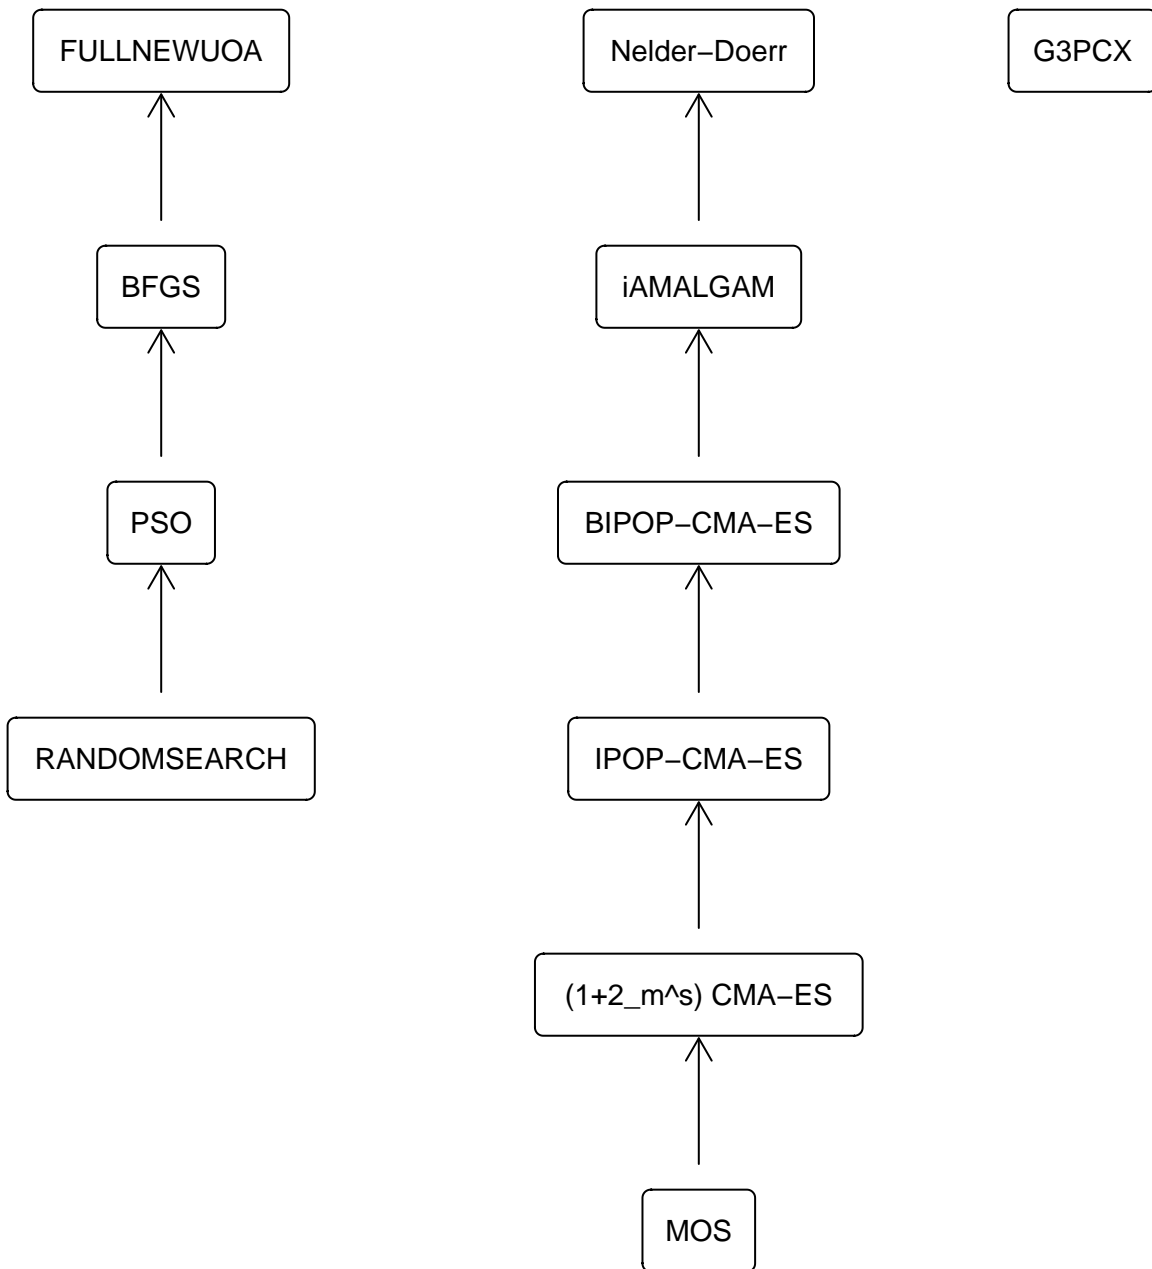 FULLNEWUOA
Nelder–Doerr
G3PCX
BFGS
iAMALGAM
PSO
BIPOP–CMA–ES
RANDOMSEARCH
IPOP–CMA–ES
(1+2_m^s) CMA–ES
MOS